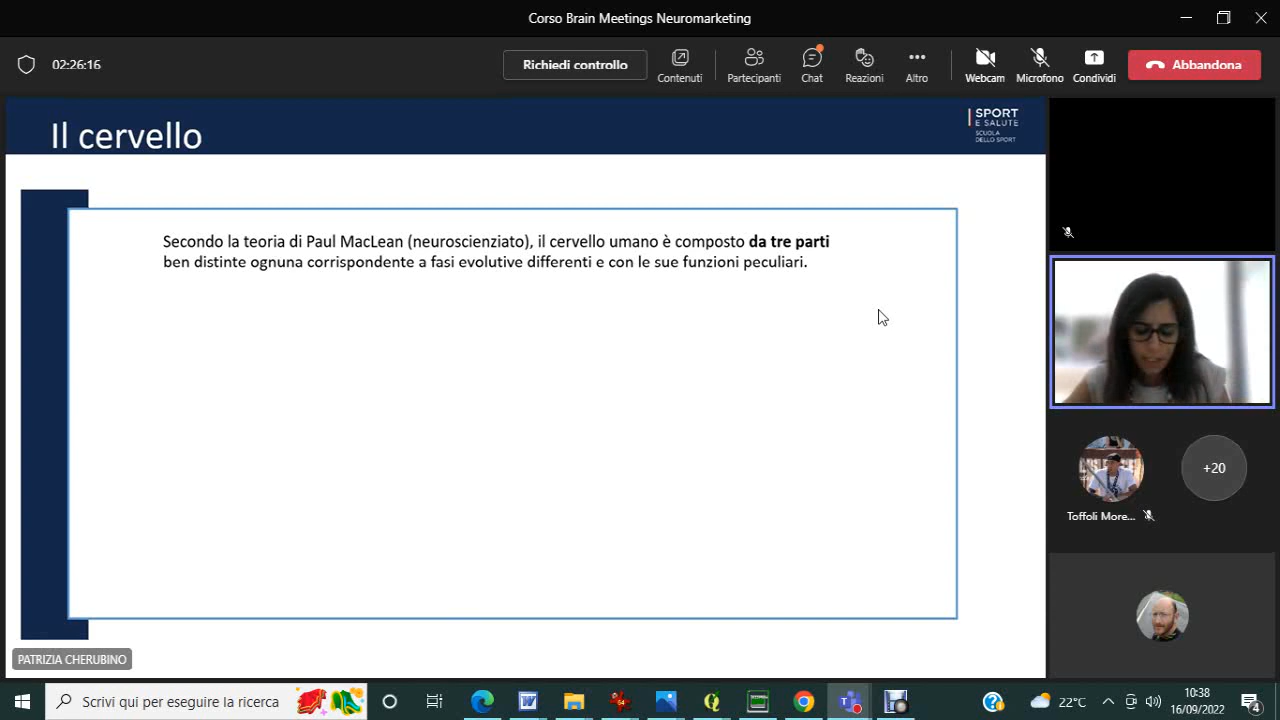 Corso Brain Meetings Neuromarketing
02:26:16
Richiedi controllo
Contenuti
Partecipanti
Chat
Reazioni
Altro
Webcam
Microfono
Condividi
Abbandona
Il cervello
SPORT
E SALUTE
SCUOLA
DELLO SPORT
Secondo la teoria di Paul MacLean (neuroscienziato), il cervello umano è composto da tre parti
ben distinte ognuna corrispondente a fasi evolutive differenti e con le sue funzioni peculiari.
+20
Toffoli More...
PATRIZIA CHERUBINO
Scrivi qui per eseguire la ricerca
64
22°C
10:38
16/09/2022
4